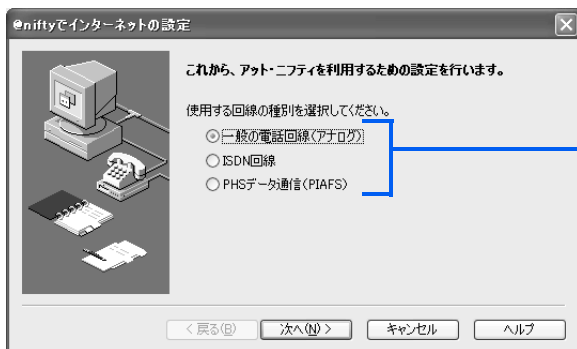 @niftyでインターネットの設定
これから、アット・ニフティを利用するための設定を行います。
使用する回線の種別を選択してください。
一般の電話回線(アナログ)
ISDN回線
PHSデータ通信(PIAFS)
< 戻る(B)
次へ(N) >
キャンセル
ヘルプ